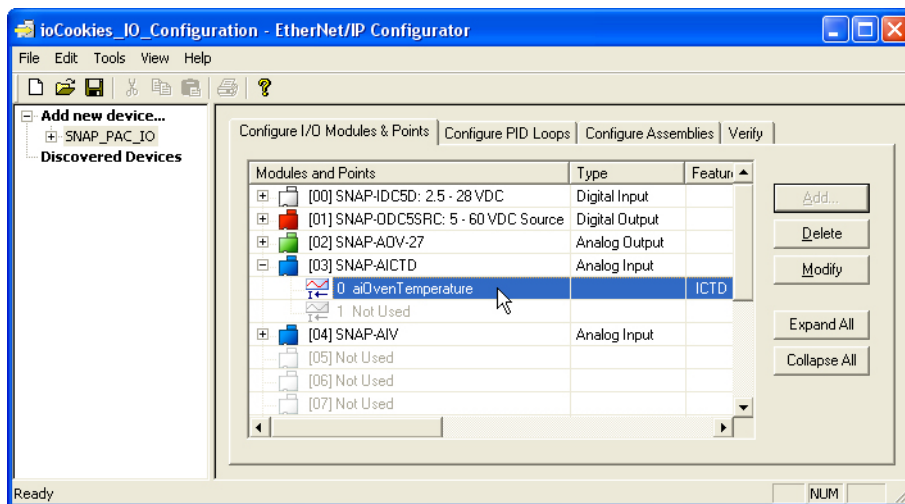 ioCookies_IO_Configuration - EtherNet/IP Configurator
File Edit Tools View Help
Add new device...
SNAP_PAC_IO
Discovered Devices
Configure I/O Modules & Points Configure PID Loops Configure Assemblies Verify
Modules and Points Type Featur
[00] SNAP-IDC5D: 2.5 - 28 VDC Digital Input
[01] SNAP-ODC5SRC: 5 - 60 VDC Source Digital Output
[02] SNAP-AOV-27 Analog Output
[03] SNAP-AICTD Analog Input
0 aiOvenTemperature ICTD
1 Not Used
[04] SNAP-AIV Analog Input
[05] Not Used
[06] Not Used
[07] Not Used
Add...
Delete
Modify
Expand All
Collapse All
Ready NUM